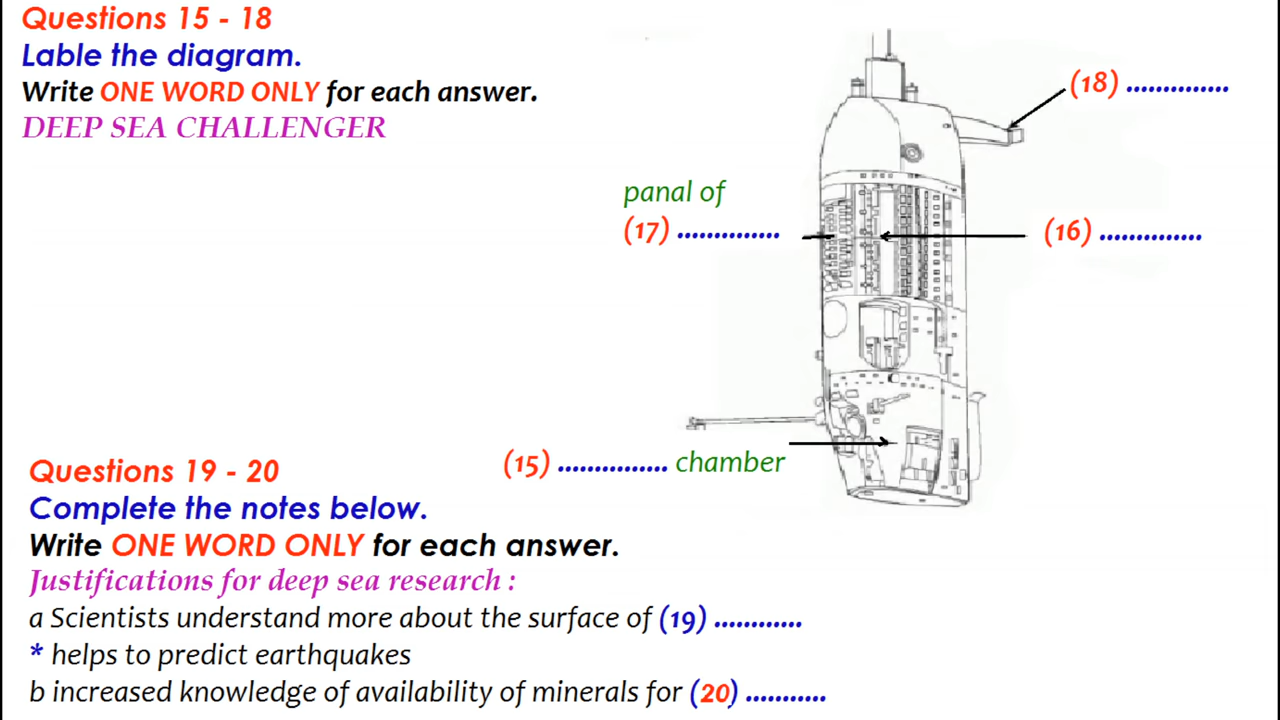 Questions 15 - 18
Lable the diagram.
Write ONE WORD ONLY for each answer.
DEEP SEA CHALLENGER
(18) ..............
panal of
(17) ..............
(16) ..............
(15) ............... chamber
Questions 19 - 20
Complete the notes below.
Write ONE WORD ONLY for each answer.
Justifications for deep sea research :
a Scientists understand more about the surface of (19) ............
* helps to predict earthquakes
b increased knowledge of availability of minerals for (20) ...........